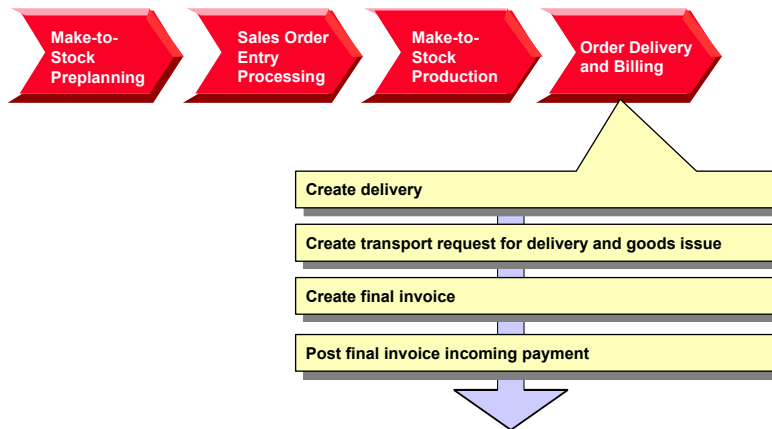 Make-to-
Stock
Preplanning
Sales Order
Entry
Processing
Make-to-
Stock
Production
Order Delivery
and Billing
Create delivery
Create transport request for delivery and goods issue
Create final invoice
Post final invoice incoming payment